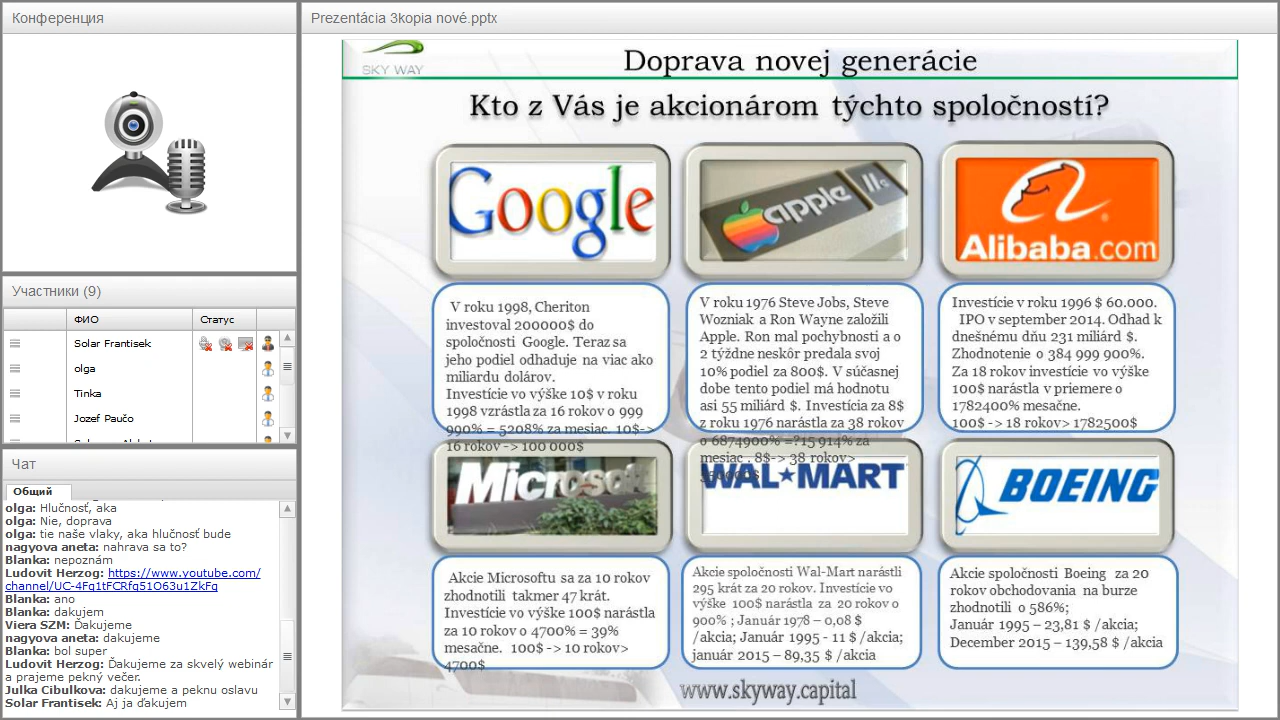 Конференция
Участники (9)
ФИО
Статус
Solar Frantisek
olga
Tinka
Jozef Paučo
Чат
Общий
olga: Hlučnosť, aka
olga: Nie, doprava
olga: tie naše vlaky, aka hlučnosť bude
nagyova aneta: nahrava sa to?
Blanka: nepoznám
Ludovit Herzog: https://www.youtube.com/
channel/UC-4Fq1tFCRfg51O63u1ZkFg
Blanka: ano
Blanka: dakujem
Viera SZM: Ďakujeme
nagyova aneta: dakujeme
Blanka: bol super
Ludovit Herzog: Ďakujeme za skvelý webinár
a prajeme pekný večer.
Julka Cibulkova: dakujeme a peknu oslavu
Solar Frantisek: Aj ja ďakujem
Prezentácia 3kopia nové.pptx
SKY WAY
Doprava novej generácie
Kto z Vás je akcionárom týchto spoločností?
Google
apple
Alibaba.com
V roku 1998, Cheriton
investoval 200000$ do
spoločnosti Google. Teraz sa
jeho podiel odhaduje na viac ako
miliardu dolárov.
Investície vo výške 10$ v roku
1998 vzrástla za 16 rokov o 999
990% = 5208% za mesiac. 10$->
16 rokov -> 100 000$
V roku 1976 Steve Jobs, Steve
Wozniak a Ron Wayne založili
Apple. Ron mal pochybnosti a o
2 týždne neskôr predala svoj
10% podiel za 800$. V súčasnej
dobe tento podiel má hodnotu
asi 55 miliárd $. Investícia za 8$
z roku 1976 narástla za 38 rokov
o 6874900% =?15 914% za
mesiac . 8$-> 38 rokov>
Investície v roku 1996 $ 60.000.
IPO v september 2014. Odhad k
dnešnému dňu 231 miliárd $.
Zhodnotenie o 384 999 900%.
Za 18 rokov investície vo výške
100$ narástla v priemere o
1782400% mesačne.
100$ -> 18 rokov> 1782500$
Microsoft
WAL★MART
BOEING
Akcie Microsoftu sa za 10 rokov
zhodnotili takmer 47 krát.
Investície vo výške 100$ narástla
za 10 rokov o 4700% = 39%
mesačne. 100$ -> 10 rokov>
4700$
Akcie spoločnosti Wal-Mart narástli
295 krát za 20 rokov. Investície vo
výške 100$ narástla za 20 rokov o
900% ; Január 1978 – 0,08 $
/akcia; Január 1995 - 11 $ /akcia;
január 2015 – 89,35 $ /akcia
Akcie spoločnosti Boeing za 20
rokov obchodovania na burze
zhodnotili o 586%;
Január 1995 – 23,81 $ /akcia;
December 2015 – 139,58 $ /akcia
www.skyway.capital